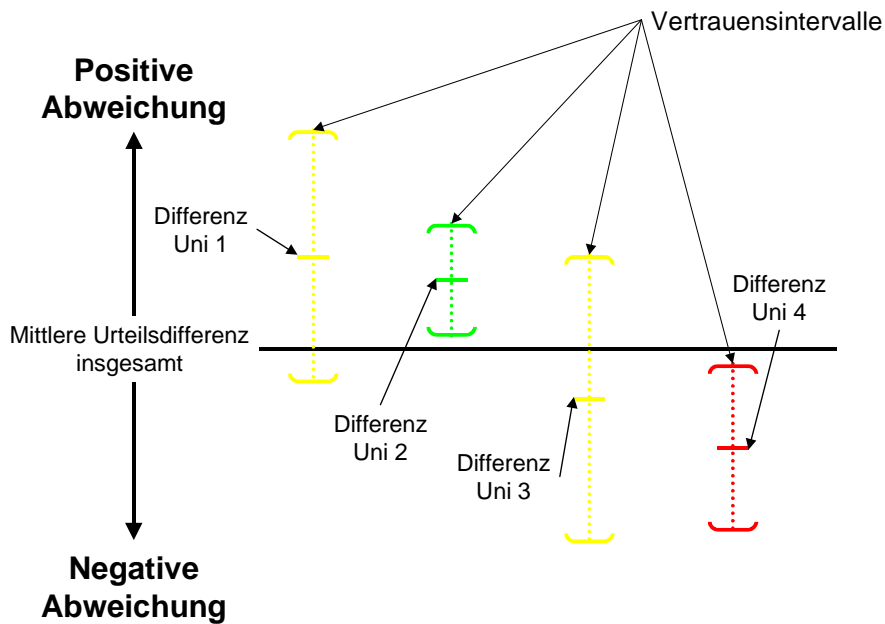 Vertrauensintervalle
Positive
Abweichung
Differenz
Uni 1
Differenz
Uni 4
Mittlere Urteilsdifferenz
insgesamt
Differenz
Uni 2
Differenz
Uni 3
Negative
Abweichung